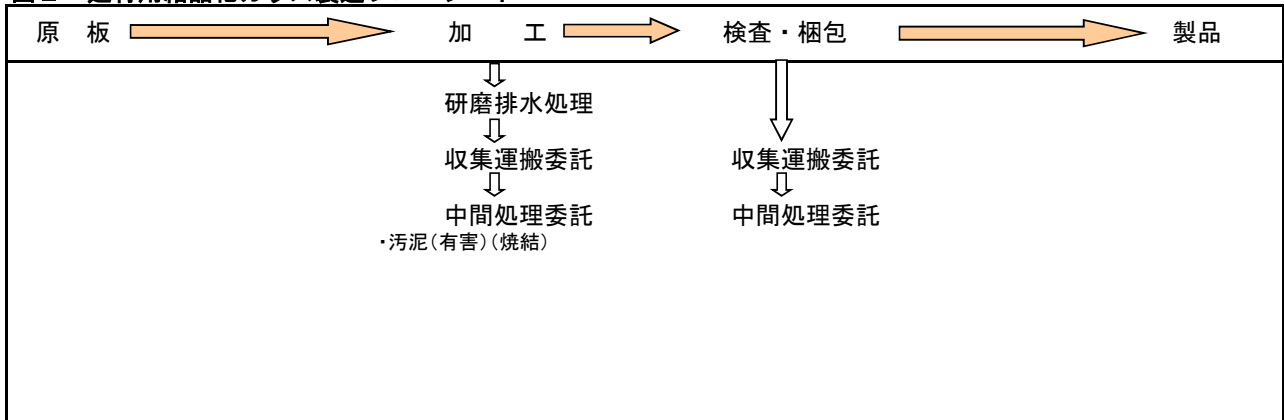 原　板　加　　工　検査・梱包　製品
研磨排水処理
収集運搬委託　収集運搬委託
中間処理委託　中間処理委託
・汚泥（有害）（焼結）